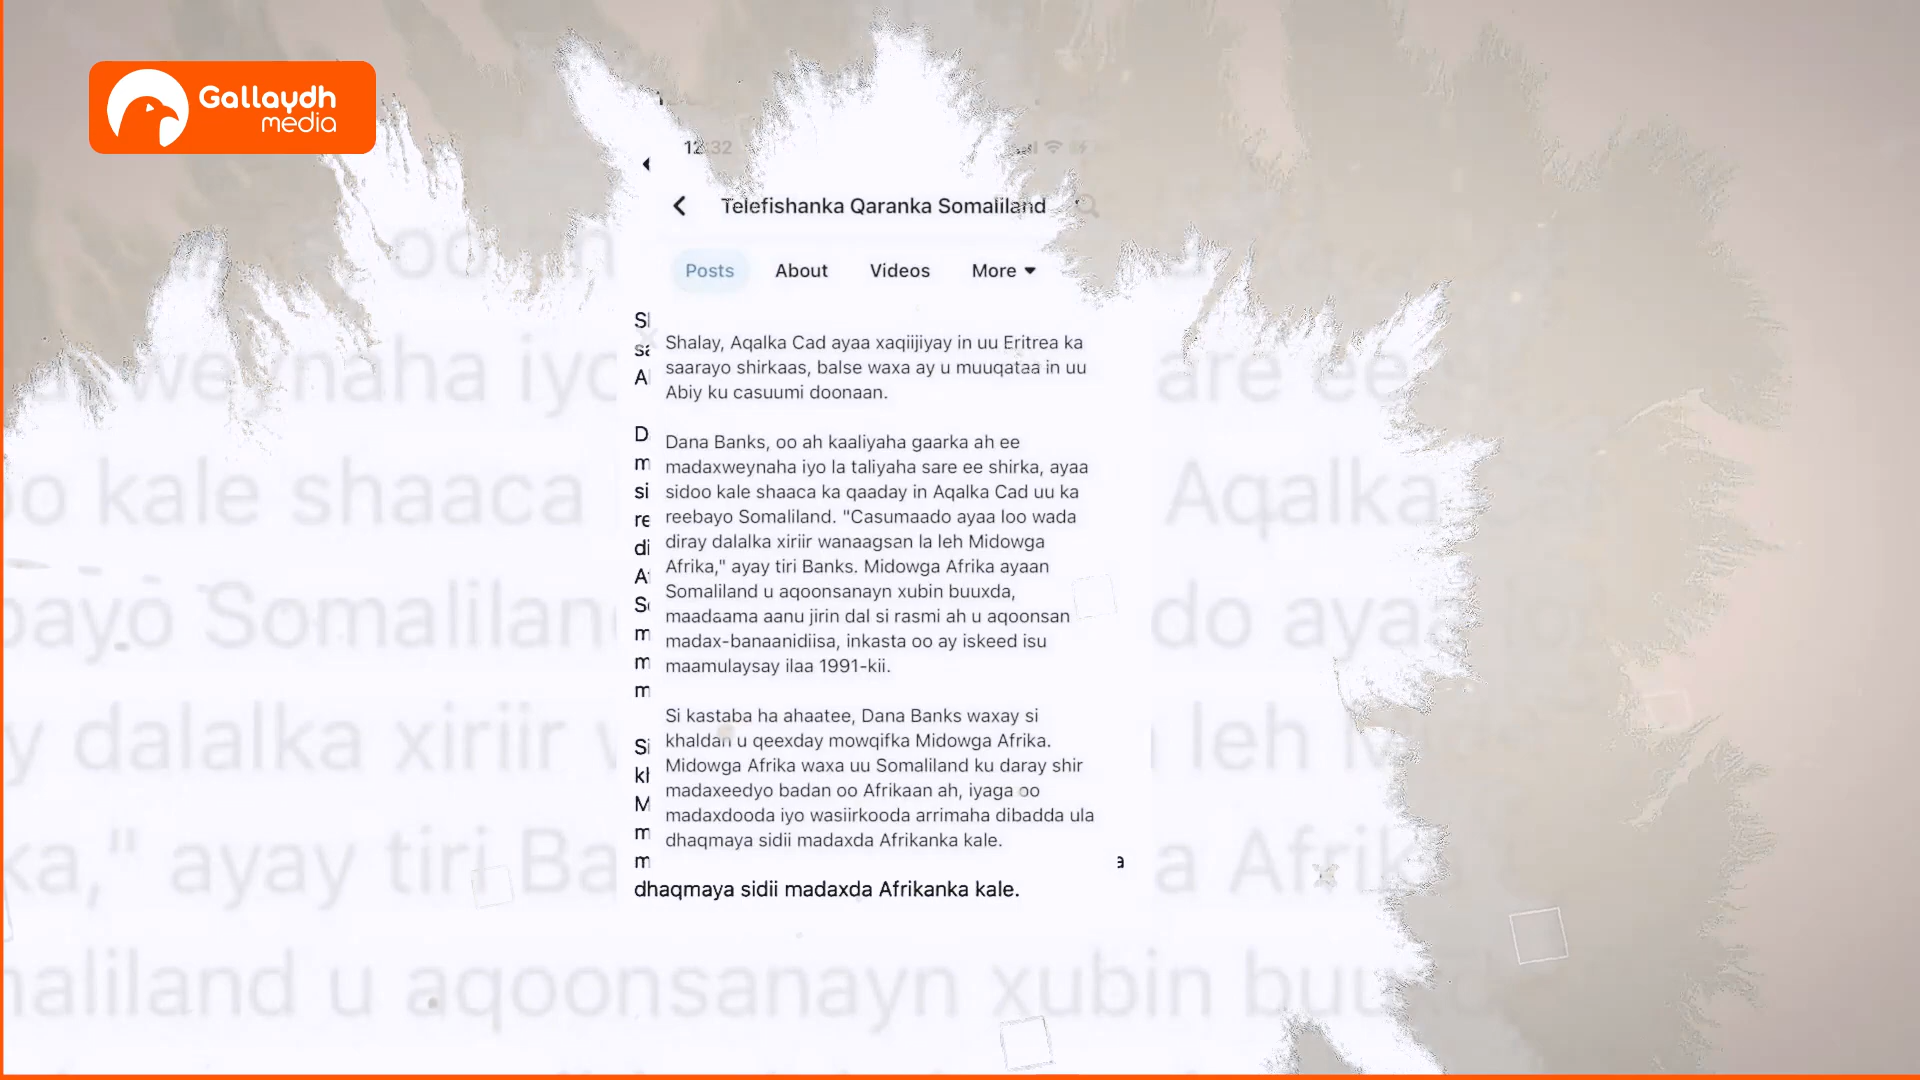 Gallaydh
media
12:32
Telefishanka Qaranka Somaliland
Posts About Videos More
Shalay, Aqalka Cad ayaa xaqiijiyay in uu Eritrea ka
saarayo shirkaas, balse waxa ay u muuqataa in uu
Abiy ku casuumi doonaan.
Dana Banks, oo ah kaaliyaha gaarka ah ee
madaxweynaha iyo la taliyaha sare ee shirka, ayaa
sidoo kale shaaca ka qaaday in Aqalka Cad uu ka
reebayo Somaliland. "Casumaado ayaa loo wada
diray dalalka xiriir wanaagsan la leh Midowga
Afrika," ayay tiri Banks. Midowga Afrika ayaan
Somaliland u aqoonsanayn xubin buuxda,
maadaama aanu jirin dal si rasmi ah u aqoonsan
madax-banaanidiisa, inkasta oo ay iskeed isu
maamulaysay ilaa 1991-kii.
Si kastaba ha ahaatee, Dana Banks waxay si
khaldan u qeexday mowqifka Midowga Afrika.
Midowga Afrika waxa uu Somaliland ku daray shir
madaxeedyo badan oo Afrikaan ah, iyaga oo
madaxdooda iyo wasiirkooda arrimaha dibadda ula
dhaqmaya sidii madaxda Afrikanka kale.
dhaqmaya sidii madaxda Afrikanka kale.